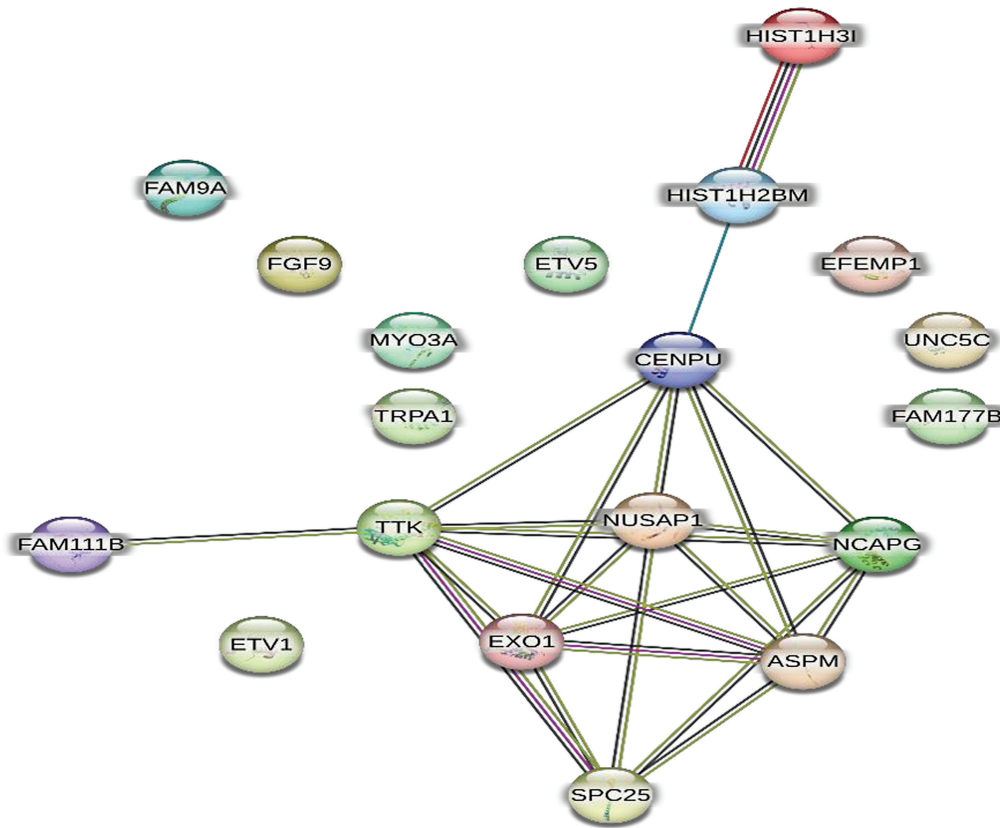 HIST1H3I
FAM9A
HIST1H2BM
FGF9
ETV5
EFEMP1
MYO3A
UNC5C
CENPU
TRPA1
FAM177B
TTK
NUSAP1
FAM111B
NCAPG
ETV1
EXO1
ASPM
SPC25